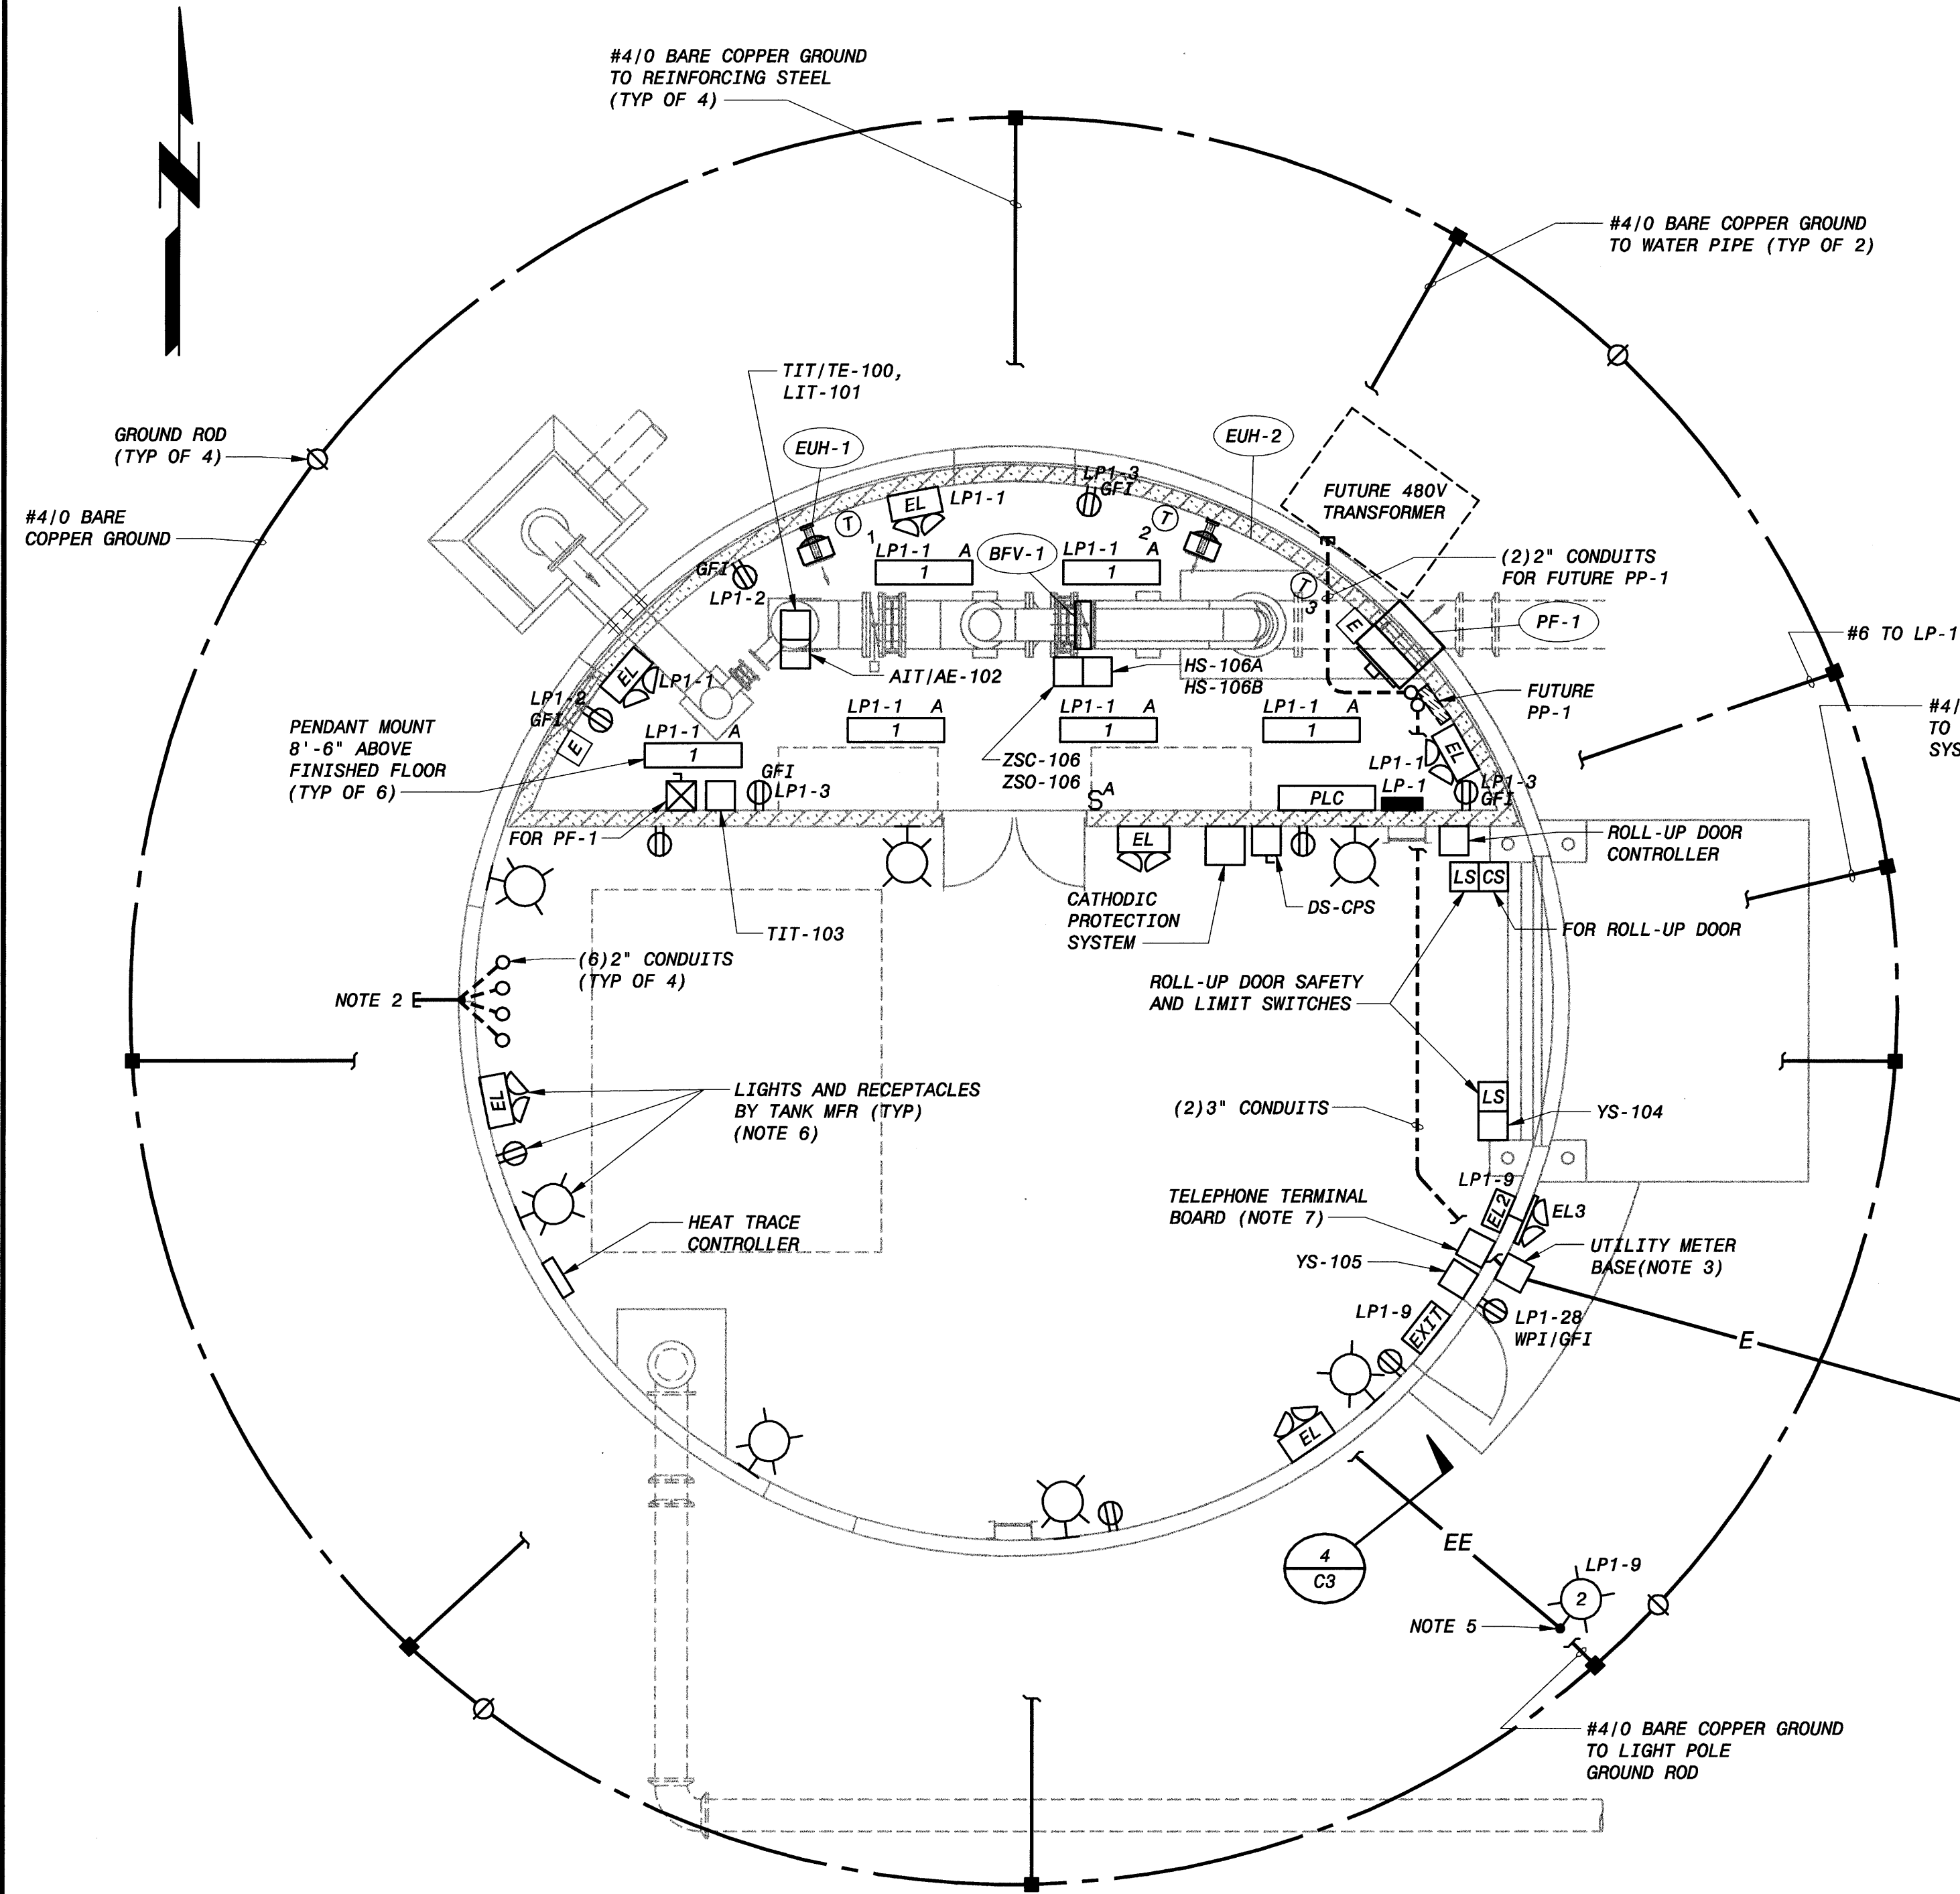 #4/0 BARE COPPER GROUND
TO REINFORCING STEEL
(TYP OF 4)
#4/0 BARE COPPER GROUND
TO WATER PIPE (TYP OF 2)
TIT/TE-100,
LIT-101
GROUND ROD
(TYP OF 4)
#4/0 BARE
COPPER GROUND
EUH-1
EUH-2
LP1-3
GFI
EL
LP1-1
FUTURE 480V
TRANSFORMER
T
1
T
2
T
3
LP1-1 A
1
BFV-1
LP1-1 A
1
(2)2" CONDUITS
FOR FUTURE PP-1
GFI
LP1-2
E
PF-1
#6 TO LP-1
AIT/AE-102
HS-106A
HS-106B
EL
LP1-1
LP1-2
GFI
E
FUTURE
PP-1
#4/
TO
SYS
PENDANT MOUNT
8'-6" ABOVE
FINISHED FLOOR
(TYP OF 6)
LP1-1 A
1
LP1-1 A
1
LP1-1 A
1
LP1-1 A
1
EL
LP1-1
ZSC-106
ZSO-106
GFI
LP1-3
S A
PLC
LP-1
LP1-3
GFI
FOR PF-1
EL
ROLL-UP DOOR
CONTROLLER
LS CS
CATHODIC
PROTECTION
SYSTEM
DS-CPS
FOR ROLL-UP DOOR
TIT-103
(6)2" CONDUITS
(TYP OF 4)
ROLL-UP DOOR SAFETY
AND LIMIT SWITCHES
NOTE 2 E
EL
LIGHTS AND RECEPTACLES
BY TANK MFR (TYP)
(NOTE 6)
(2)3" CONDUITS
LS
YS-104
LP1-9
EL2
EL3
TELEPHONE TERMINAL
BOARD (NOTE 7)
HEAT TRACE
CONTROLLER
YS-105
UTILITY METER
BASE(NOTE 3)
LP1-9
EXIT
LP1-28
WPI/GFI
E
EL
EE
4
C3
LP1-9
2
NOTE 5
#4/0 BARE COPPER GROUND
TO LIGHT POLE
GROUND ROD